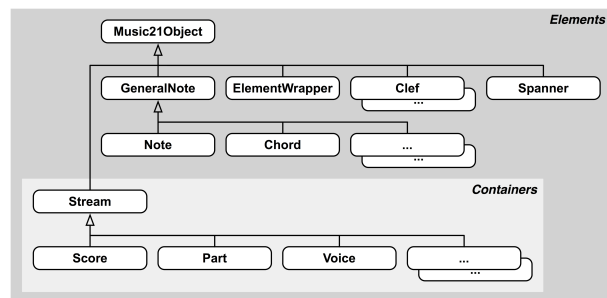 Elements
Music21Object
GeneralNote
ElementWrapper
Clef
...
Spanner
Note
Chord
...
...
Containers
Stream
Score
Part
Voice
...
...